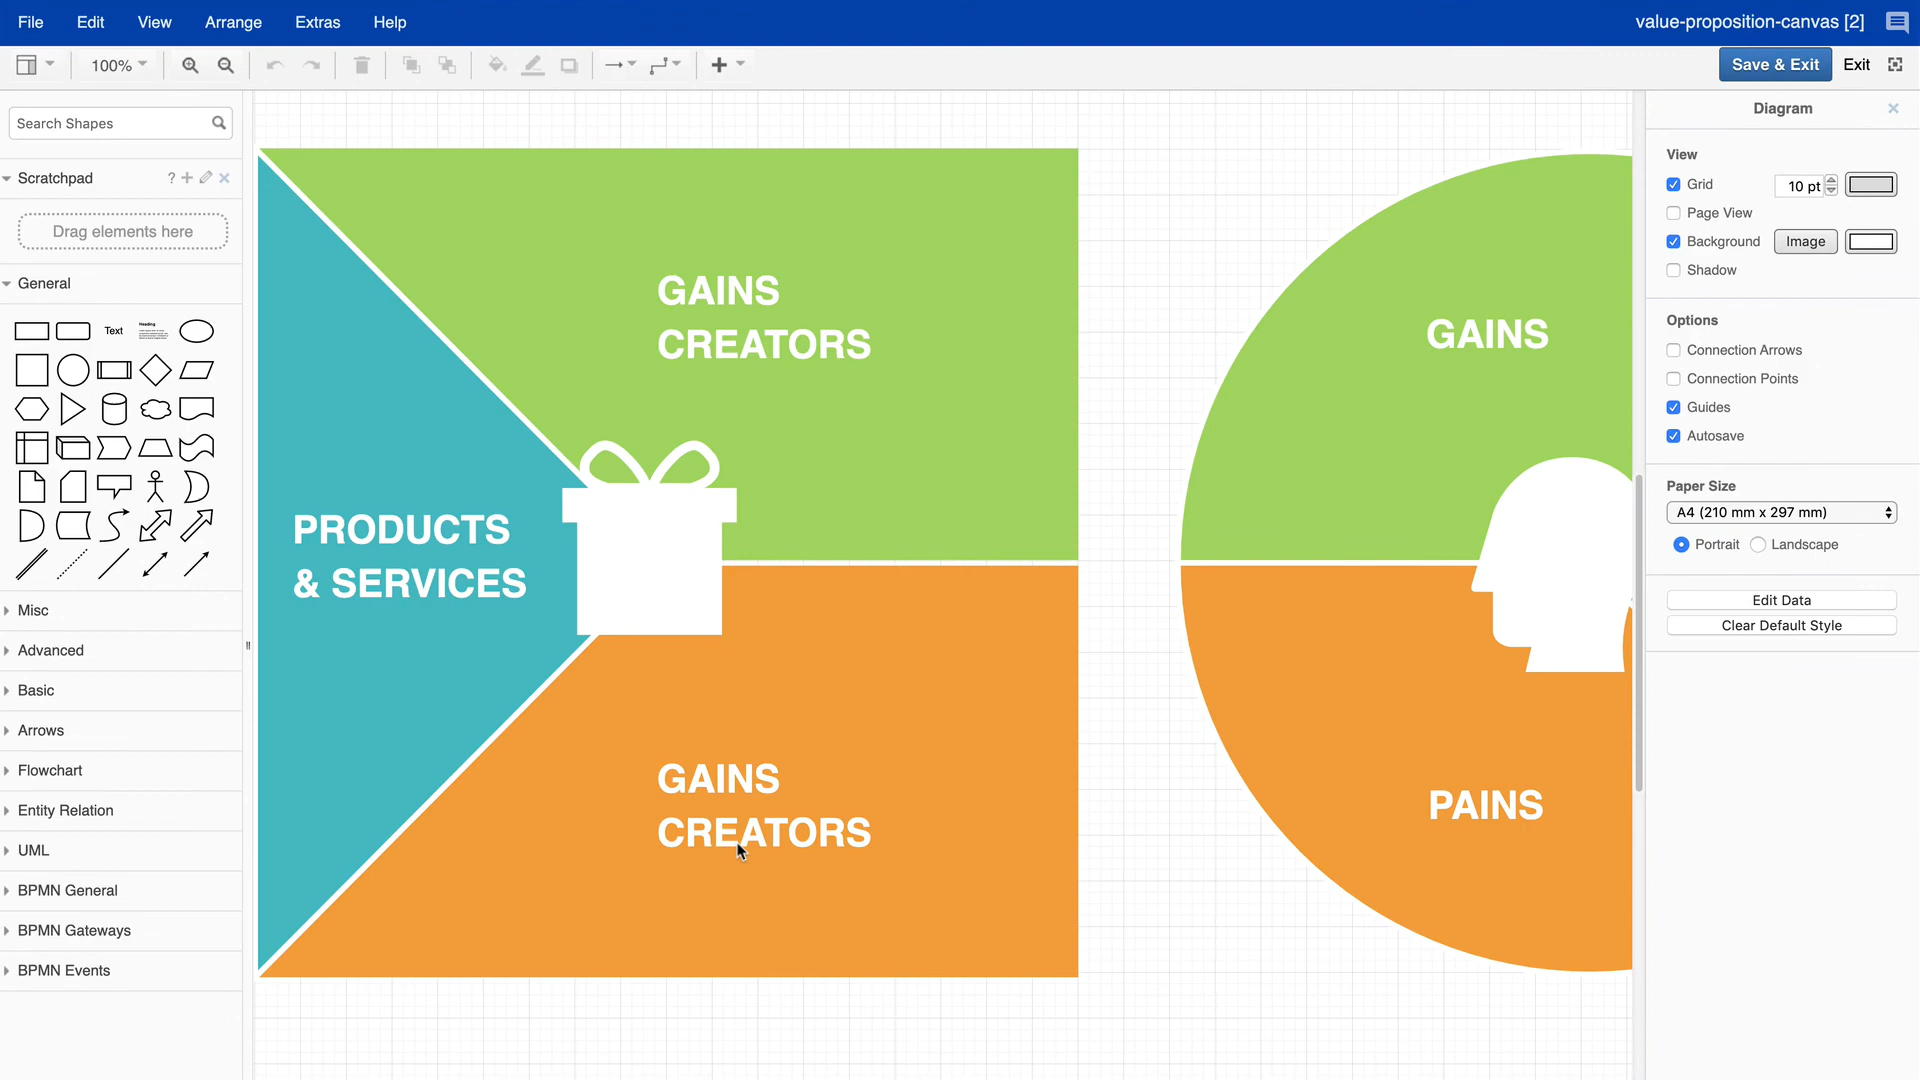 File Edit View Arrange Extras Help value-proposition-canvas [2]
100% Save & Exit Exit
Search Shapes
Scratchpad ?
Drag elements here
General
Text Heading
Misc
Advanced
Basic
Arrows
Flowchart
Entity Relation
UML
BPMN General
BPMN Gateways
BPMN Events
GAINS
CREATORS
PRODUCTS
& SERVICES
GAINS
CREATORS
GAINS
PAINS
Diagram
View
Grid 10 pt
Page View
Background Image
Shadow
Options
Connection Arrows
Connection Points
Guides
Autosave
Paper Size
A4 (210 mm x 297 mm)
Portrait Landscape
Edit Data
Clear Default Style